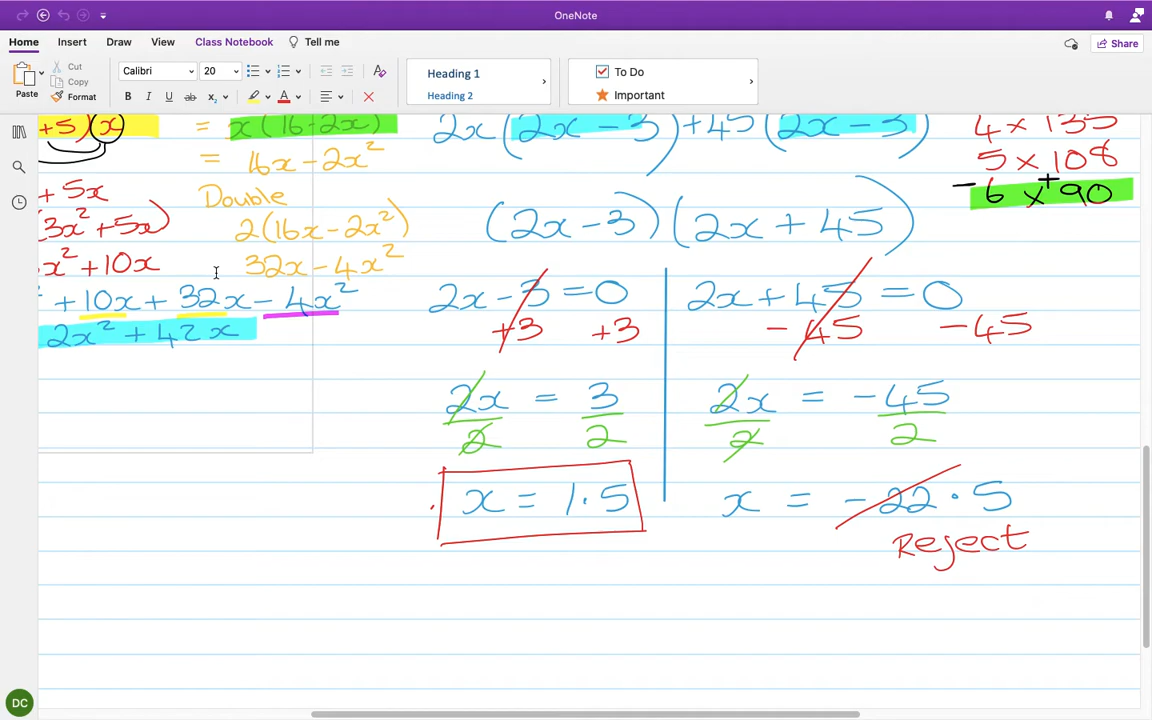 OneNote
Home Insert Draw View Class Notebook Tell me
Share
Paste
Cut
Copy
Format
Calibri 20
B I U ab x₂ A
Heading 1
Heading 2
To Do
Important
+5)(x) = x(16-2x)
= 16x - 2x²
+ 5x
Double
(3x² + 5x)
2(16x - 2x²)
x² + 10x
32x - 4x²
² + 10x + 32x - 4x²
2x² + 42x
2x(2x - 3) + 45(2x - 3)
(2x - 3)(2x + 45)
2x - 3 = 0
+3 +3
2x = 3
2 2
x = 1.5
2x + 45 = 0
- 45 - 45
2x = -45
2 2
x = -22.5
Reject
4 x 135
5 x 108
- 6 x + 90
DC